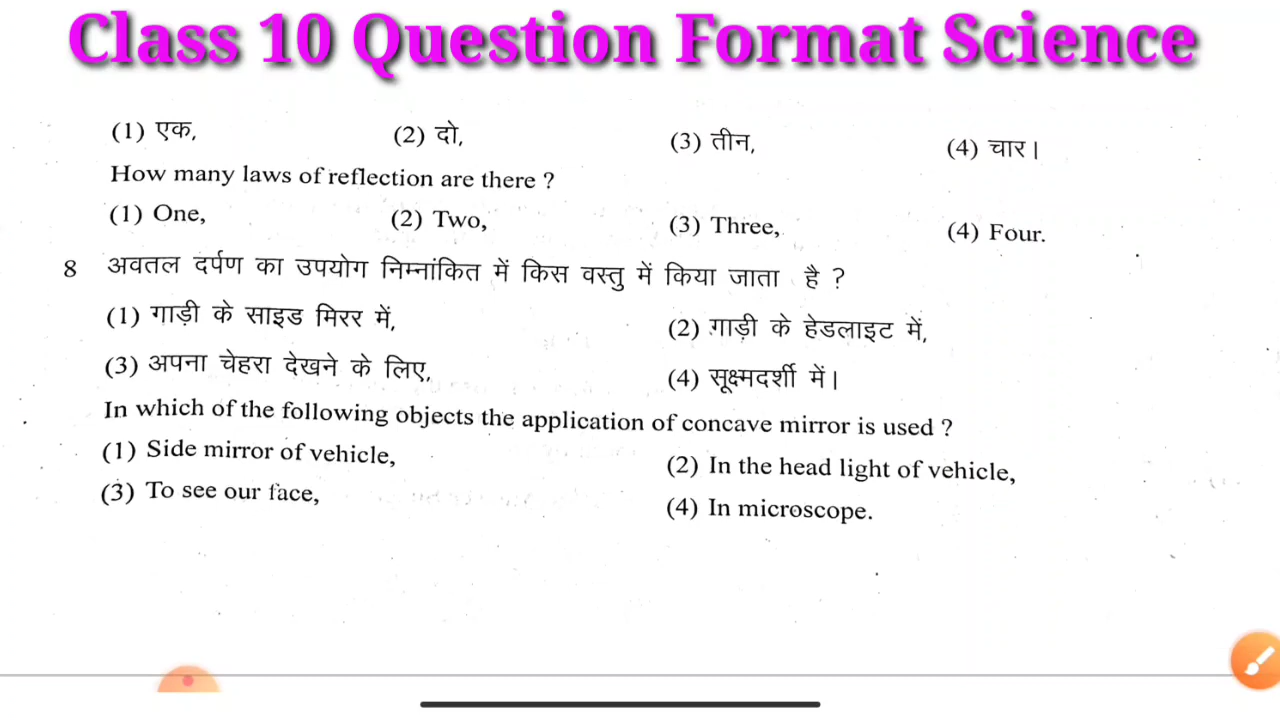 Class 10 Question Format Science
(1) एक, (2) दो, (3) तीन, (4) चार।
How many laws of reflection are there ?
(1) One, (2) Two, (3) Three, (4) Four.
8 अवतल दर्पण का उपयोग निम्नांकित में किस वस्तु में किया जाता है ?
(1) गाड़ी के साइड मिरर में, (2) गाड़ी के हेडलाइट में,
(3) अपना चेहरा देखने के लिए, (4) सूक्ष्मदर्शी में।
In which of the following objects the application of concave mirror is used ?
(1) Side mirror of vehicle, (2) In the head light of vehicle,
(3) To see our face, (4) In microscope.